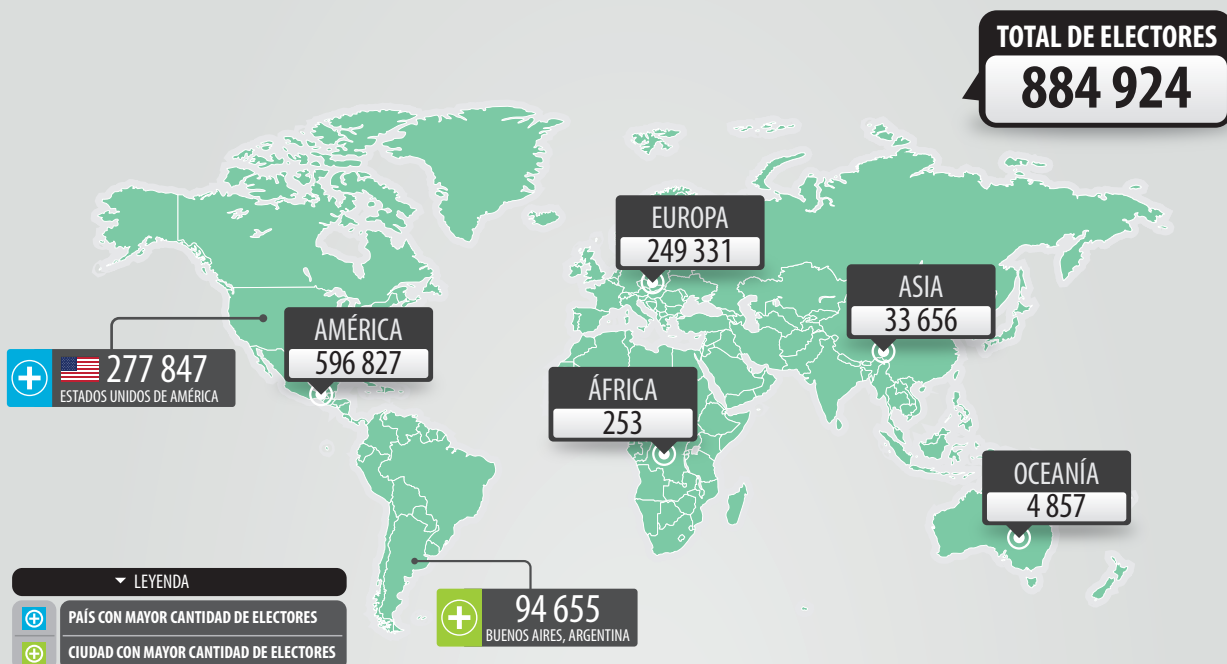 TOTAL DE ELECTORES
884 924
EUROPA
249 331
ASIA
33 656
AMÉRICA
596 827
277 847
ESTADOS UNIDOS DE AMÉRICA
ÁFRICA
253
OCEANÍA
4 857
94 655
BUENOS AIRES, ARGENTINA
LEYENDA
PAÍS CON MAYOR CANTIDAD DE ELECTORES
CIUDAD CON MAYOR CANTIDAD DE ELECTORES